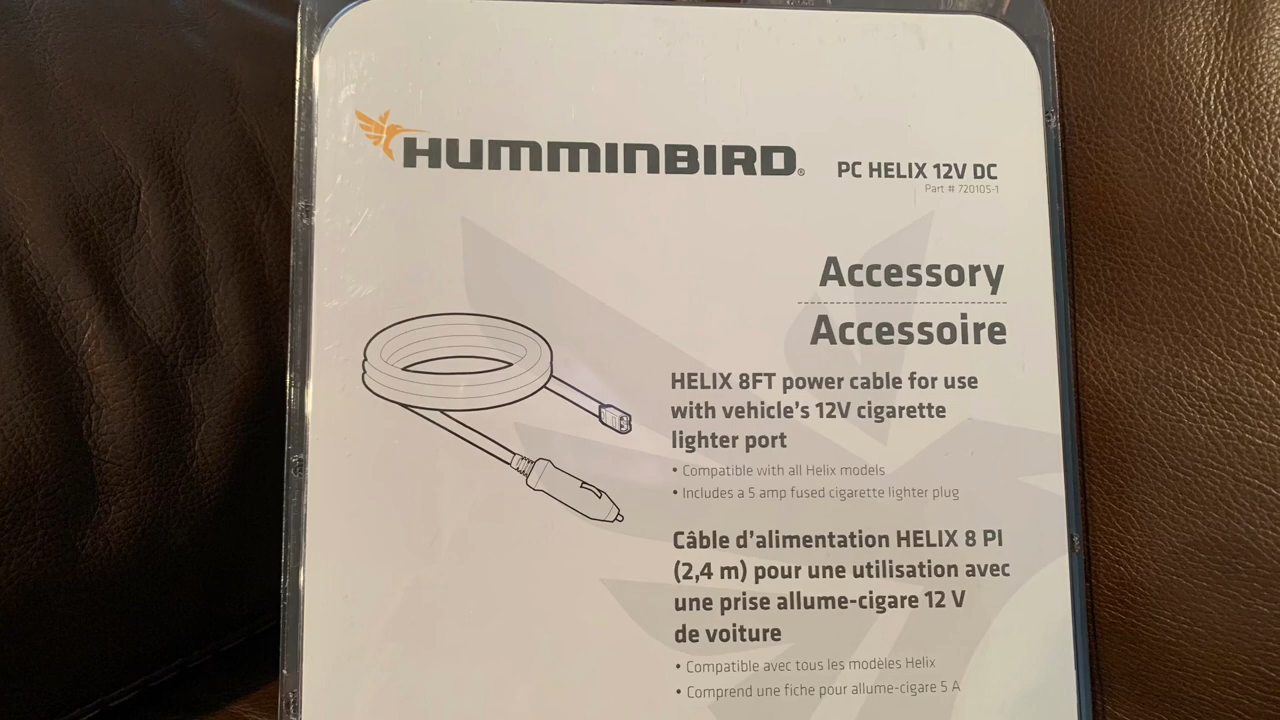 HUMMINBIRD®
PC HELIX 12V DC
Part # 720105-1
Accessory
Accessoire
HELIX 8FT power cable for use
with vehicle's 12V cigarette
lighter port
• Compatible with all Helix models
• Includes a 5 amp fused cigarette lighter plug
Câble d'alimentation HELIX 8 PI
(2,4 m) pour une utilisation avec
une prise allume-cigare 12 V
de voiture
• Compatible avec tous les modèles Helix
• Comprend une fiche pour allume-cigare 5 A